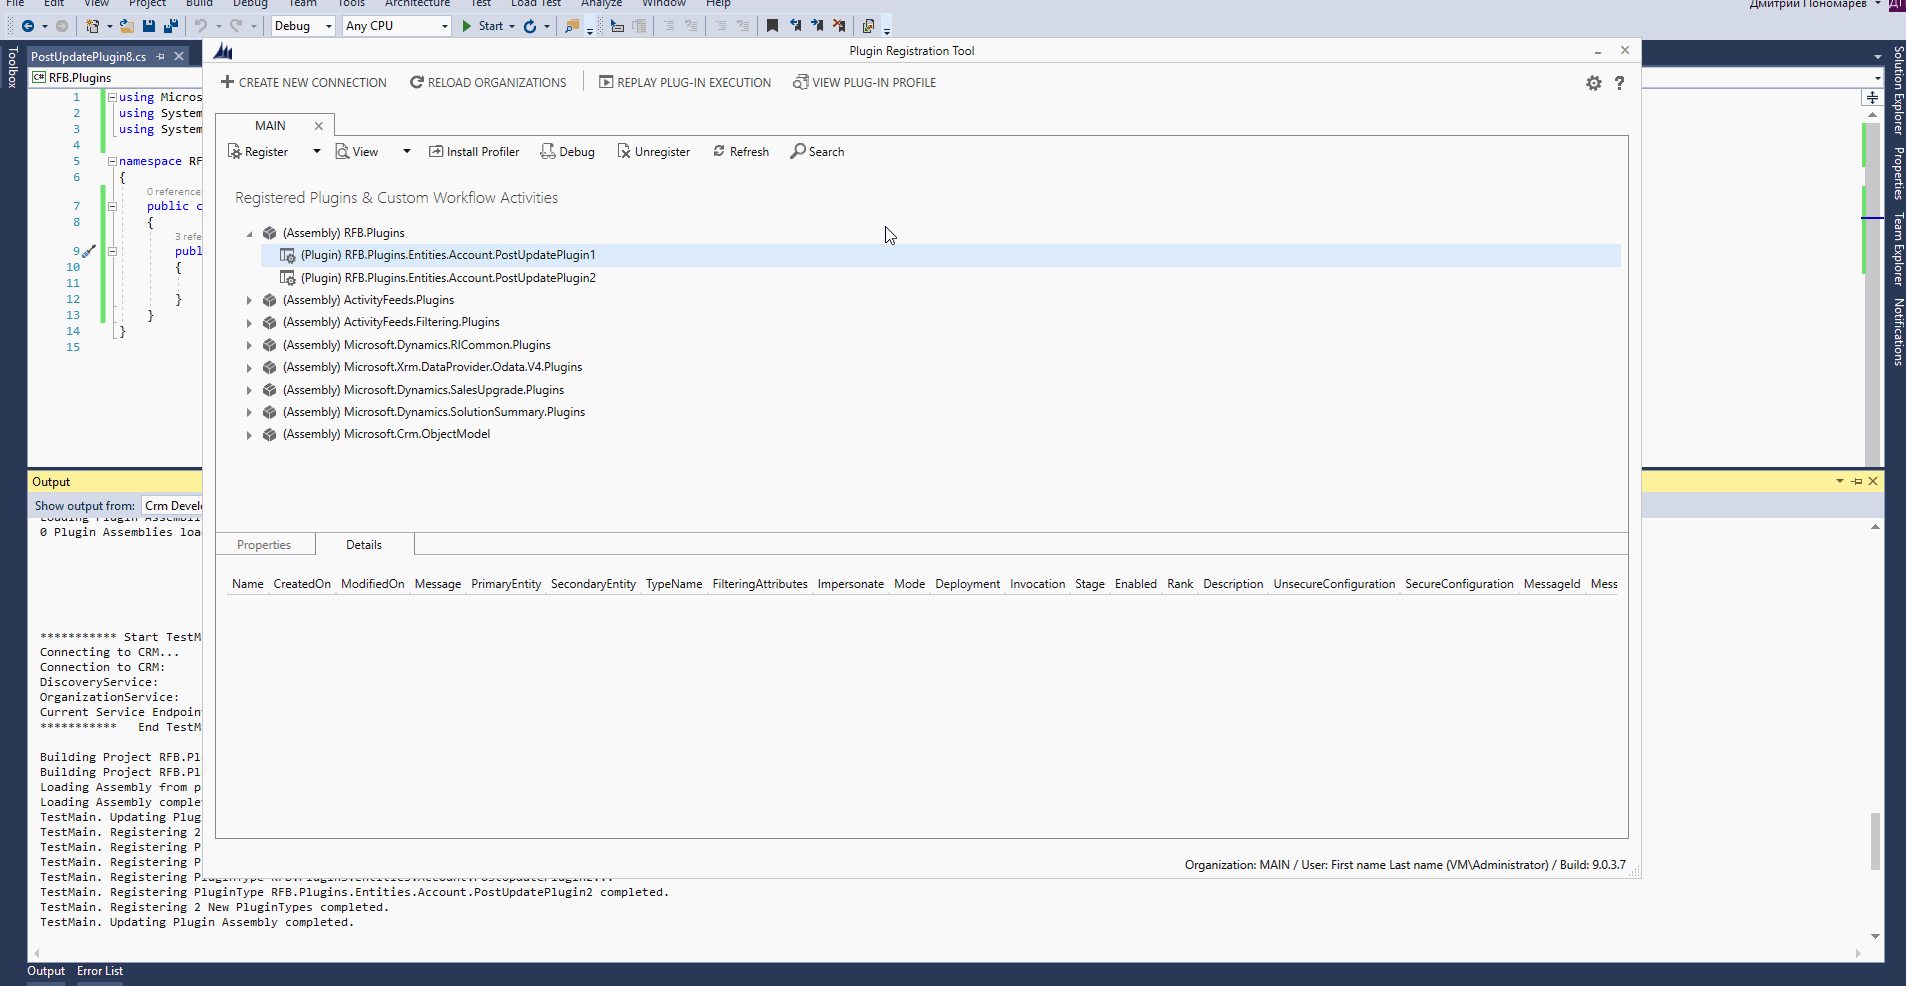 File Edit View Project Build Debug Team Tools Architecture Test Load Test Analyze Window Help
Дмитрий Пономарев
ДП
Debug Any CPU Start
Toolbox
PostUpdatePlugin8.cs
C# RFB.Plugins
1 using Micros
2 using System
3 using System
4
5 namespace RF
6 {
0 reference
7 public c
8 {
3 refe
9 publ
10 {
11
12 }
13 }
14 }
15
Plugin Registration Tool
CREATE NEW CONNECTION RELOAD ORGANIZATIONS REPLAY PLUG-IN EXECUTION VIEW PLUG-IN PROFILE
MAIN
Register View Install Profiler Debug Unregister Refresh Search
Registered Plugins & Custom Workflow Activities
(Assembly) RFB.Plugins
(Plugin) RFB.Plugins.Entities.Account.PostUpdatePlugin1
(Plugin) RFB.Plugins.Entities.Account.PostUpdatePlugin2
(Assembly) ActivityFeeds.Plugins
(Assembly) ActivityFeeds.Filtering.Plugins
(Assembly) Microsoft.Dynamics.RICommon.Plugins
(Assembly) Microsoft.Xrm.DataProvider.Odata.V4.Plugins
(Assembly) Microsoft.Dynamics.SalesUpgrade.Plugins
(Assembly) Microsoft.Dynamics.SolutionSummary.Plugins
(Assembly) Microsoft.Crm.ObjectModel
Properties Details
Name CreatedOn ModifiedOn Message PrimaryEntity SecondaryEntity TypeName FilteringAttributes Impersonate Mode Deployment Invocation Stage Enabled Rank Description UnsecureConfiguration SecureConfiguration MessageId Mess
Organization: MAIN / User: First name Last name (VM\Administrator) / Build: 9.0.3.7
Solution Explorer
Properties
Team Explorer
Notifications
Output
Show output from: Crm Devel
Loading Plugin Assembli
0 Plugin Assemblies loa
*********** Start TestM
Connecting to CRM...
Connection to CRM:
DiscoveryService:
OrganizationService:
Current Service Endpoin
*********** End TestM
Building Project RFB.Pl
Building Project RFB.Pl
Loading Assembly from p
Loading Assembly comple
TestMain. Updating Plug
TestMain. Registering 2
TestMain. Registering P
TestMain. Registering P
TestMain. Registering PluginType RFB.Plugins.Entities.Account.PostUpdatePlugin2...
TestMain. Registering PluginType RFB.Plugins.Entities.Account.PostUpdatePlugin2 completed.
TestMain. Registering 2 New PluginTypes completed.
TestMain. Updating Plugin Assembly completed.
Output Error List